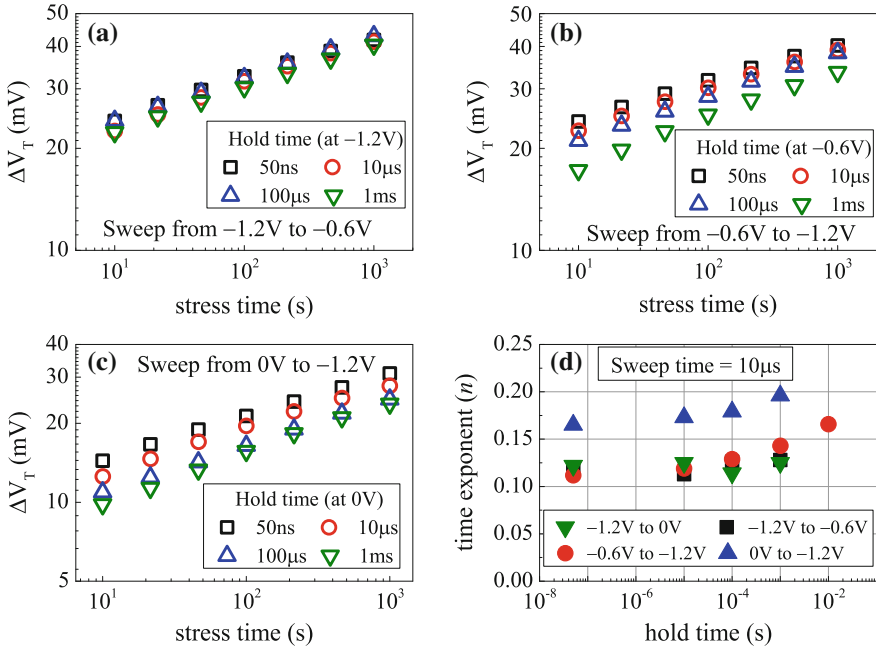 (a)
40
30
20
10
ΔV_T (mV)
Hold time (at −1.2V)
50ns 10μs
100μs 1ms
Sweep from −1.2V to −0.6V
10^1 10^2 10^3
stress time (s)
(b)
40
30
20
10
ΔV_T (mV)
Hold time (at −0.6V)
50ns 10μs
100μs 1ms
Sweep from −0.6V to −1.2V
10^1 10^2 10^3
stress time (s)
(c) Sweep from 0V to −1.2V
40
30
20
10
5
ΔV_T (mV)
Hold time (at 0V)
50ns 10μs
100μs 1ms
10^1 10^2 10^3
stress time (s)
(d) Sweep time = 10μs
0.25
0.20
0.15
0.10
0.05
0.00
time exponent (n)
−1.2V to 0V −1.2V to −0.6V
−0.6V to −1.2V 0V to −1.2V
10^-8 10^-6 10^-4 10^-2
hold time (s)